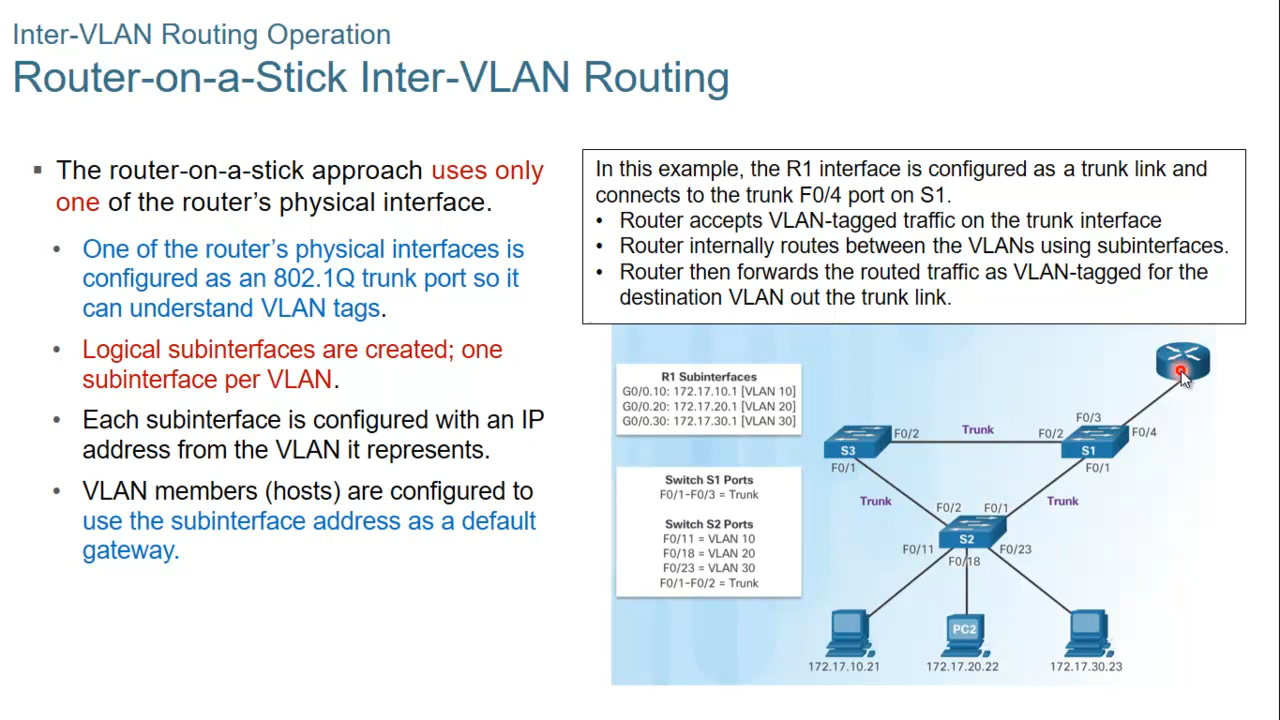 Inter-VLAN Routing Operation
Router-on-a-Stick Inter-VLAN Routing
▪ The router-on-a-stick approach uses only
one of the router's physical interface.
• One of the router's physical interfaces is
configured as an 802.1Q trunk port so it
can understand VLAN tags.
• Logical subinterfaces are created; one
subinterface per VLAN.
• Each subinterface is configured with an IP
address from the VLAN it represents.
• VLAN members (hosts) are configured to
use the subinterface address as a default
gateway.
In this example, the R1 interface is configured as a trunk link and
connects to the trunk F0/4 port on S1.
• Router accepts VLAN-tagged traffic on the trunk interface
• Router internally routes between the VLANs using subinterfaces.
• Router then forwards the routed traffic as VLAN-tagged for the
destination VLAN out the trunk link.
R1 Subinterfaces
G0/0.10: 172.17.10.1 [VLAN 10]
G0/0.20: 172.17.20.1 [VLAN 20]
G0/0.30: 172.17.30.1 [VLAN 30]
Switch S1 Ports
F0/1-F0/3 = Trunk
Switch S2 Ports
F0/11 = VLAN 10
F0/18 = VLAN 20
F0/23 = VLAN 30
F0/1-F0/2 = Trunk
F0/3
F0/4
F0/2
Trunk
F0/2
S3
S1
F0/1
F0/1
Trunk
Trunk
F0/2
F0/1
S2
F0/11
F0/18
F0/23
PC2
172.17.10.21
172.17.20.22
172.17.30.23